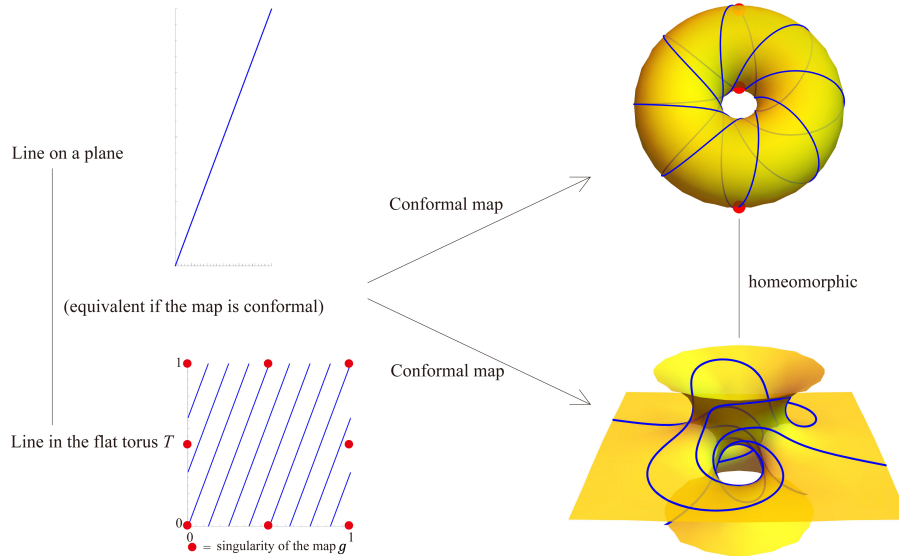 Line on a plane
Conformal map
(equivalent if the map is conformal)
homeomorphic
Conformal map
1
Line in the flat torus T
0
0
1
= singularity of the map g